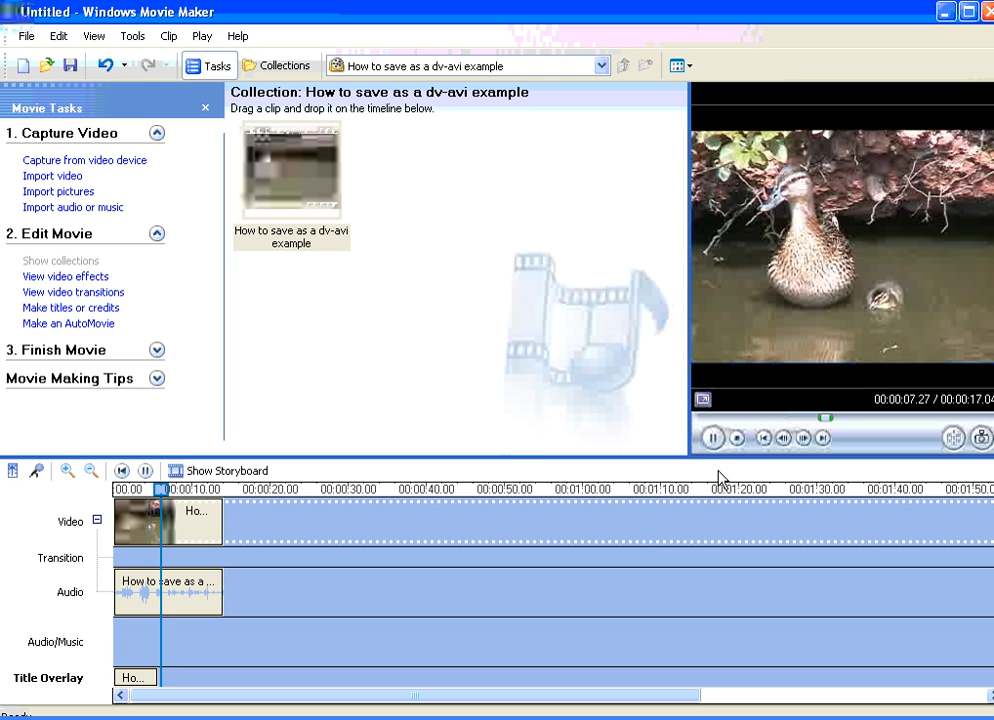 Untitled - Windows Movie Maker
File Edit View Tools Clip Play Help
Tasks Collections How to save as a dv-avi example
Movie Tasks
Collection: How to save as a dv-avi example
Drag a clip and drop it on the timeline below.
1. Capture Video
Capture from video device
Import video
Import pictures
Import audio or music
2. Edit Movie
Show collections
View video effects
View video transitions
Make titles or credits
Make an AutoMovie
3. Finish Movie
Movie Making Tips
How to save as a dv-avi
example
00:00:07.27 / 00:00:17.04
Show Storyboard
:00.00 00:00:10.00 00:00:20.00 00:00:30.00 00:00:40.00 00:00:50.00 00:01:00.00 00:01:10.00 00:01:20.00 00:01:30.00 00:01:40.00 00:01:50.0
Video Ho...
Transition
Audio How to save as a ...
Audio/Music
Title Overlay Ho...